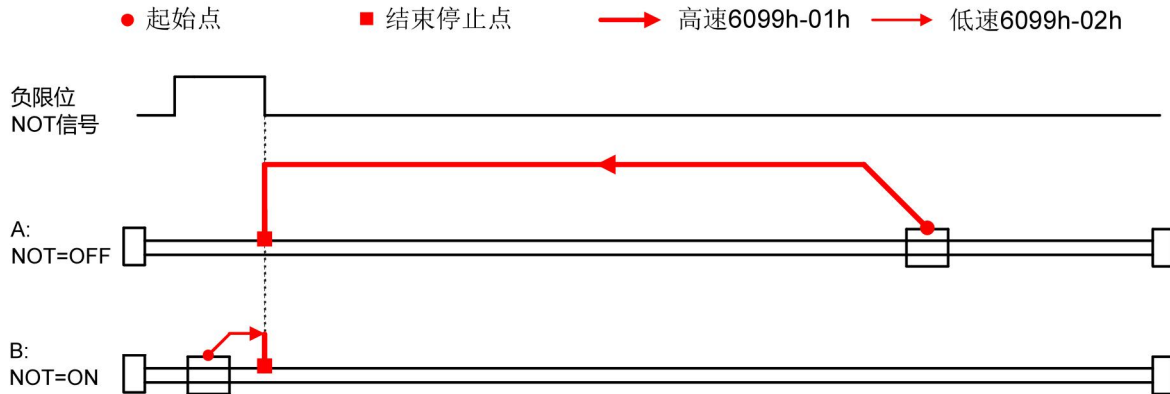 起始点 结束停止点 高速6099h-01h 低速6099h-02h
负限位
NOT信号
A:
NOT=OFF
B:
NOT=ON